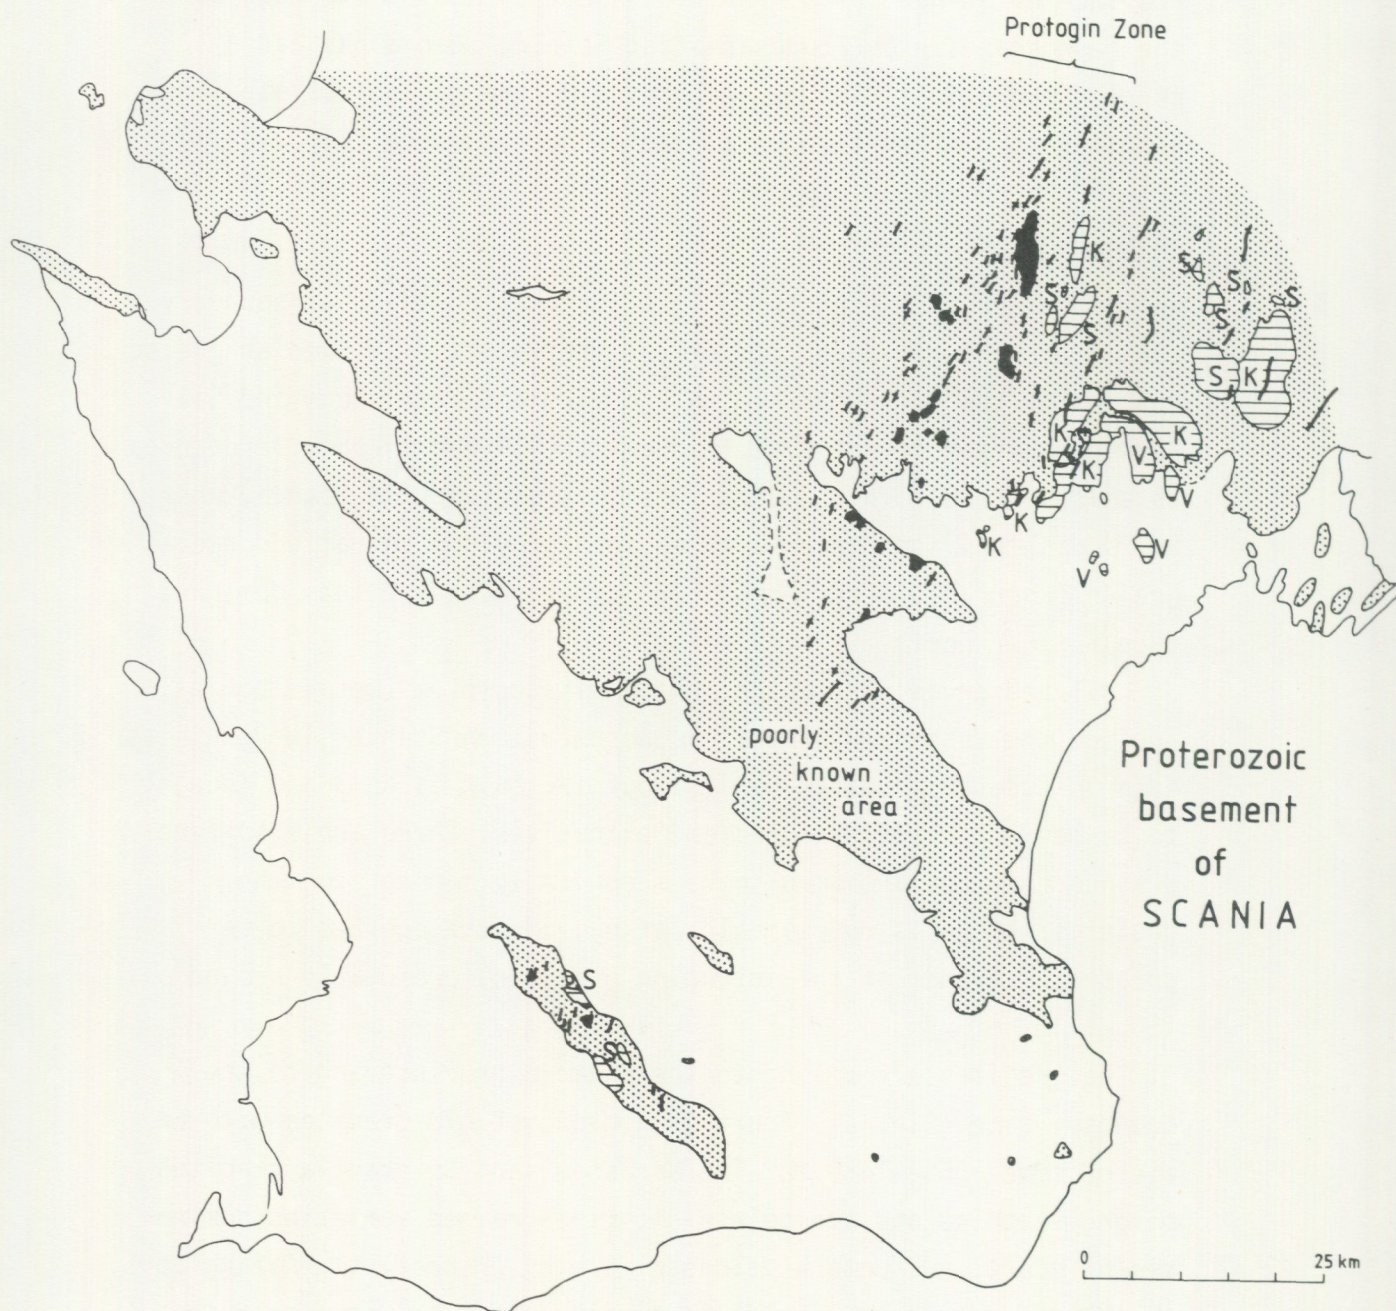 Protogin Zone
K
S
S
S
S
S
S
S
K
K
K
K
V
V
K
K
V
V
poorly
known
area
Proterozoic
basement
of
SCANIA
S
S
0
25 km